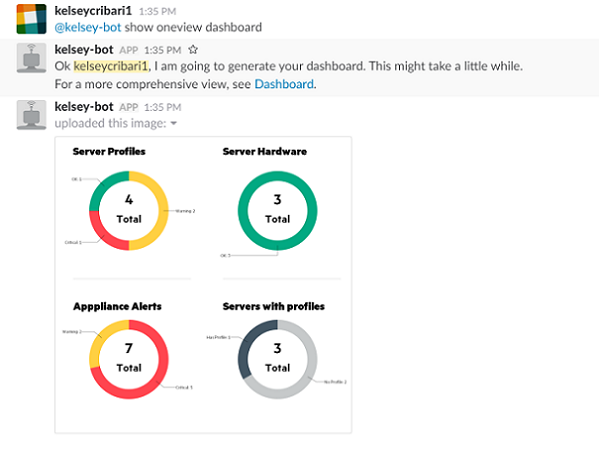 kelseycribari1 1:35 PM
@kelsey-bot show oneview dashboard
kelsey-bot APP 1:35 PM
Ok kelseycribari1, I am going to generate your dashboard. This might take a little while.
For a more comprehensive view, see Dashboard.
kelsey-bot APP 1:35 PM
uploaded this image:
Server Profiles
Server Hardware
OK 1
4
Total
Warning 2
Critical 1
3
Total
OK 3
Apppliance Alerts
Servers with profiles
Warning 2
7
Total
Critical 5
HasProfile 1
3
Total
NoProfile 2